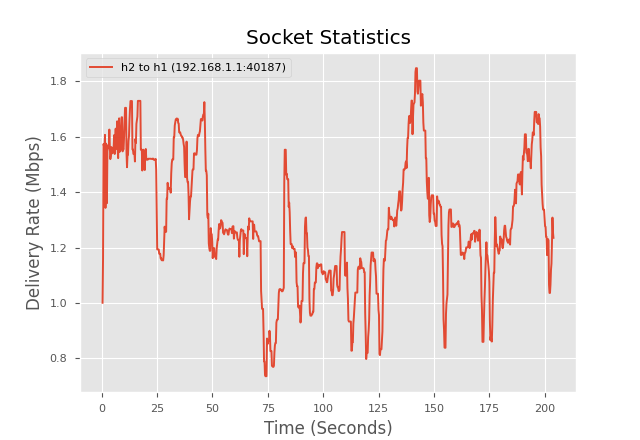 Socket Statistics
h2 to h1 (192.168.1.1:40187)
Delivery Rate (Mbps)
1.8
1.6
1.4
1.2
1.0
0.8
0 25 50 75 100 125 150 175 200
Time (Seconds)